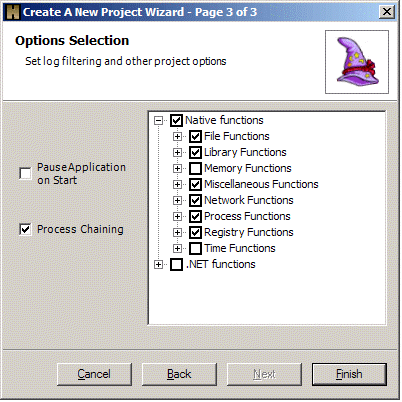 Create A New Project Wizard - Page 3 of 3
Options Selection
Set log filtering and other project options
PauseApplication
on Start
Process Chaining
Native functions
File Functions
Library Functions
Memory Functions
Miscellaneous Functions
Network Functions
Process Functions
Registry Functions
Time Functions
.NET functions
Cancel
Back
Next
Finish